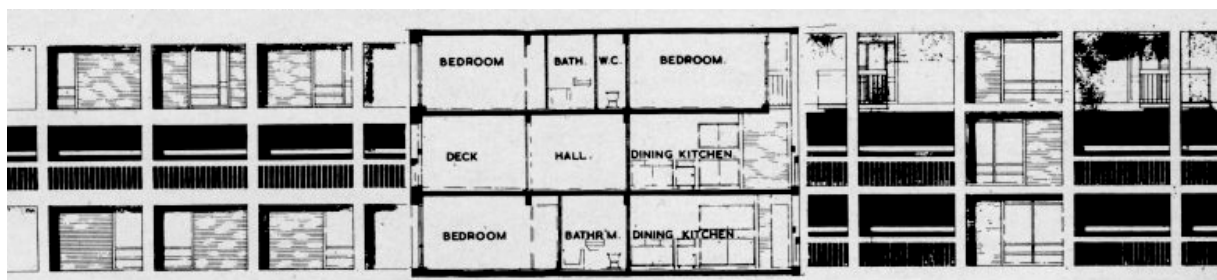 BEDROOM BATH. W.C. BEDROOM.
DECK HALL. DINING KITCHEN
BEDROOM BATHR'M. DINING KITCHEN.